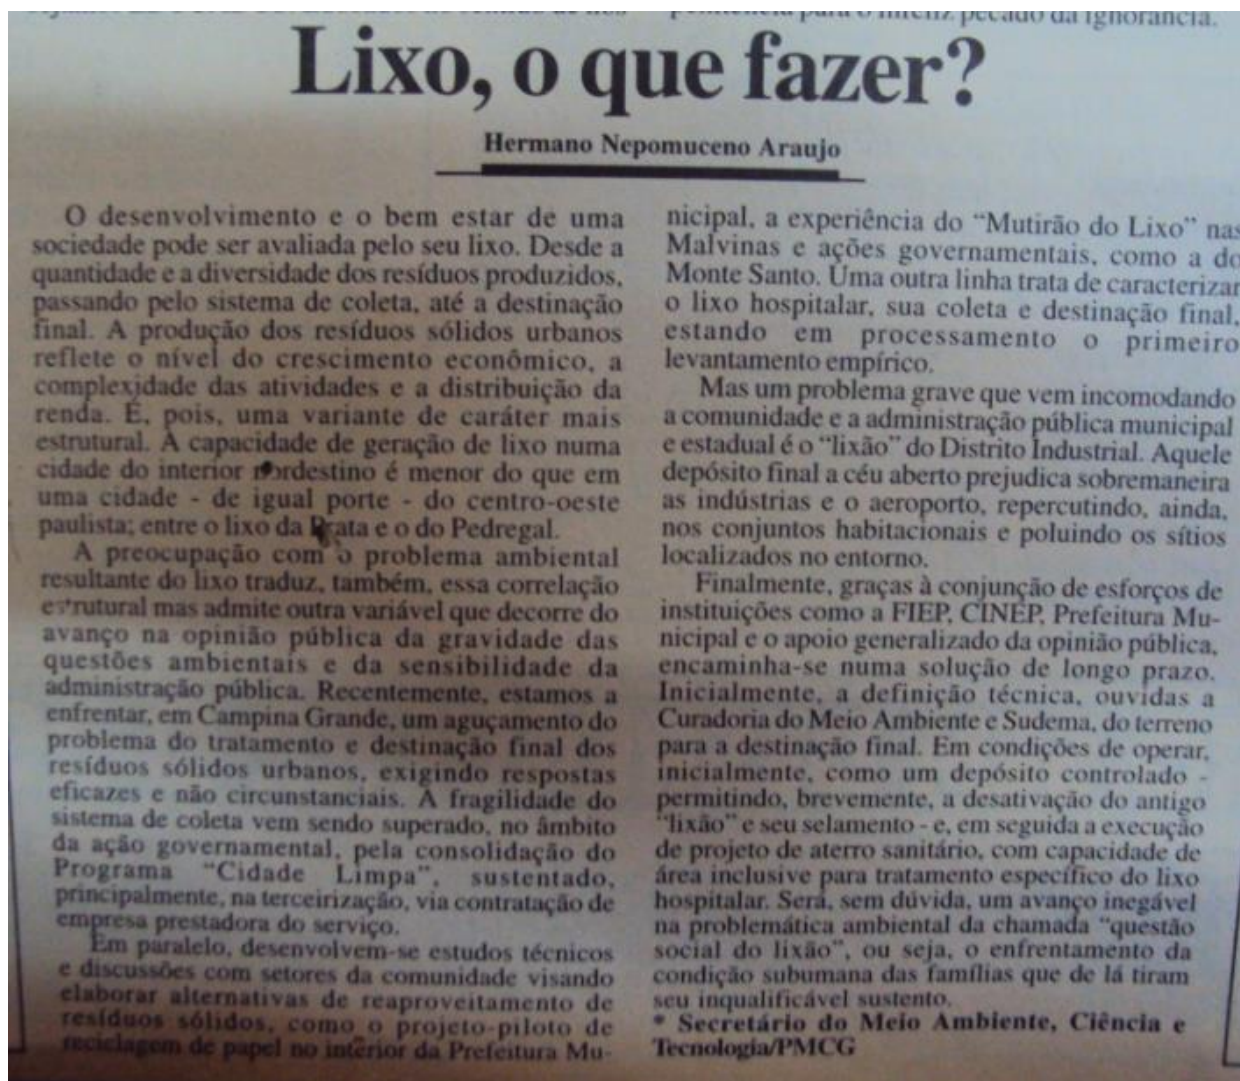 penitência para o infeliz pecado da ignorância.
Lixo, o que fazer?
Hermano Nepomuceno Araujo
O desenvolvimento e o bem estar de uma
sociedade pode ser avaliada pelo seu lixo. Desde a
quantidade e a diversidade dos resíduos produzidos,
passando pelo sistema de coleta, até a destinação
final. A produção dos resíduos sólidos urbanos
reflete o nível do crescimento econômico, a
complexidade das atividades e a distribuição da
renda. É, pois, uma variante de caráter mais
estrutural. A capacidade de geração de lixo numa
cidade do interior nordestino é menor do que em
uma cidade - de igual porte - do centro-oeste
paulista; entre o lixo da Prata e o do Pedregal.
A preocupação com o problema ambiental
resultante do lixo traduz, também, essa correlação
estrutural mas admite outra variável que decorre do
avanço na opinião pública da gravidade das
questões ambientais e da sensibilidade da
administração pública. Recentemente, estamos a
enfrentar, em Campina Grande, um aguçamento do
problema do tratamento e destinação final dos
resíduos sólidos urbanos, exigindo respostas
eficazes e não circunstanciais. A fragilidade do
sistema de coleta vem sendo superado, no âmbito
da ação governamental, pela consolidação do
Programa "Cidade Limpa", sustentado,
principalmente, na terceirização, via contratação de
empresa prestadora do serviço.
Em paralelo, desenvolvem-se estudos técnicos
e discussões com setores da comunidade visando
elaborar alternativas de reaproveitamento de
resíduos sólidos, como o projeto-piloto de
reciclagem de papel no interior da Prefeitura Mu-
nicipal, a experiência do "Mutirão do Lixo" nas
Malvinas e ações governamentais, como a do
Monte Santo. Uma outra linha trata de caracterizar
o lixo hospitalar, sua coleta e destinação final,
estando em processamento o primeiro
levantamento empírico.
Mas um problema grave que vem incomodando
a comunidade e a administração pública municipal
e estadual é o "lixão" do Distrito Industrial. Aquele
depósito final a céu aberto prejudica sobremaneira
as indústrias e o aeroporto, repercutindo, ainda,
nos conjuntos habitacionais e poluindo os sítios
localizados no entorno.
Finalmente, graças à conjunção de esforços de
instituições como a FIEP, CINEP, Prefeitura Mu-
nicipal e o apoio generalizado da opinião pública,
encaminha-se numa solução de longo prazo.
Inicialmente, a definição técnica, ouvidas a
Curadoria do Meio Ambiente e Sudema, do terreno
para a destinação final. Em condições de operar,
inicialmente, como um depósito controlado -
permitindo, brevemente, a desativação do antigo
"lixão" e seu selamento - e, em seguida a execução
de projeto de aterro sanitário, com capacidade de
área inclusive para tratamento específico do lixo
hospitalar. Será, sem dúvida, um avanço inegável
na problemática ambiental da chamada "questão
social do lixão", ou seja, o enfrentamento da
condição subumana das famílias que de lá tiram
seu inqualificável sustento.
* Secretário do Meio Ambiente, Ciência e
Tecnologia/PMCG